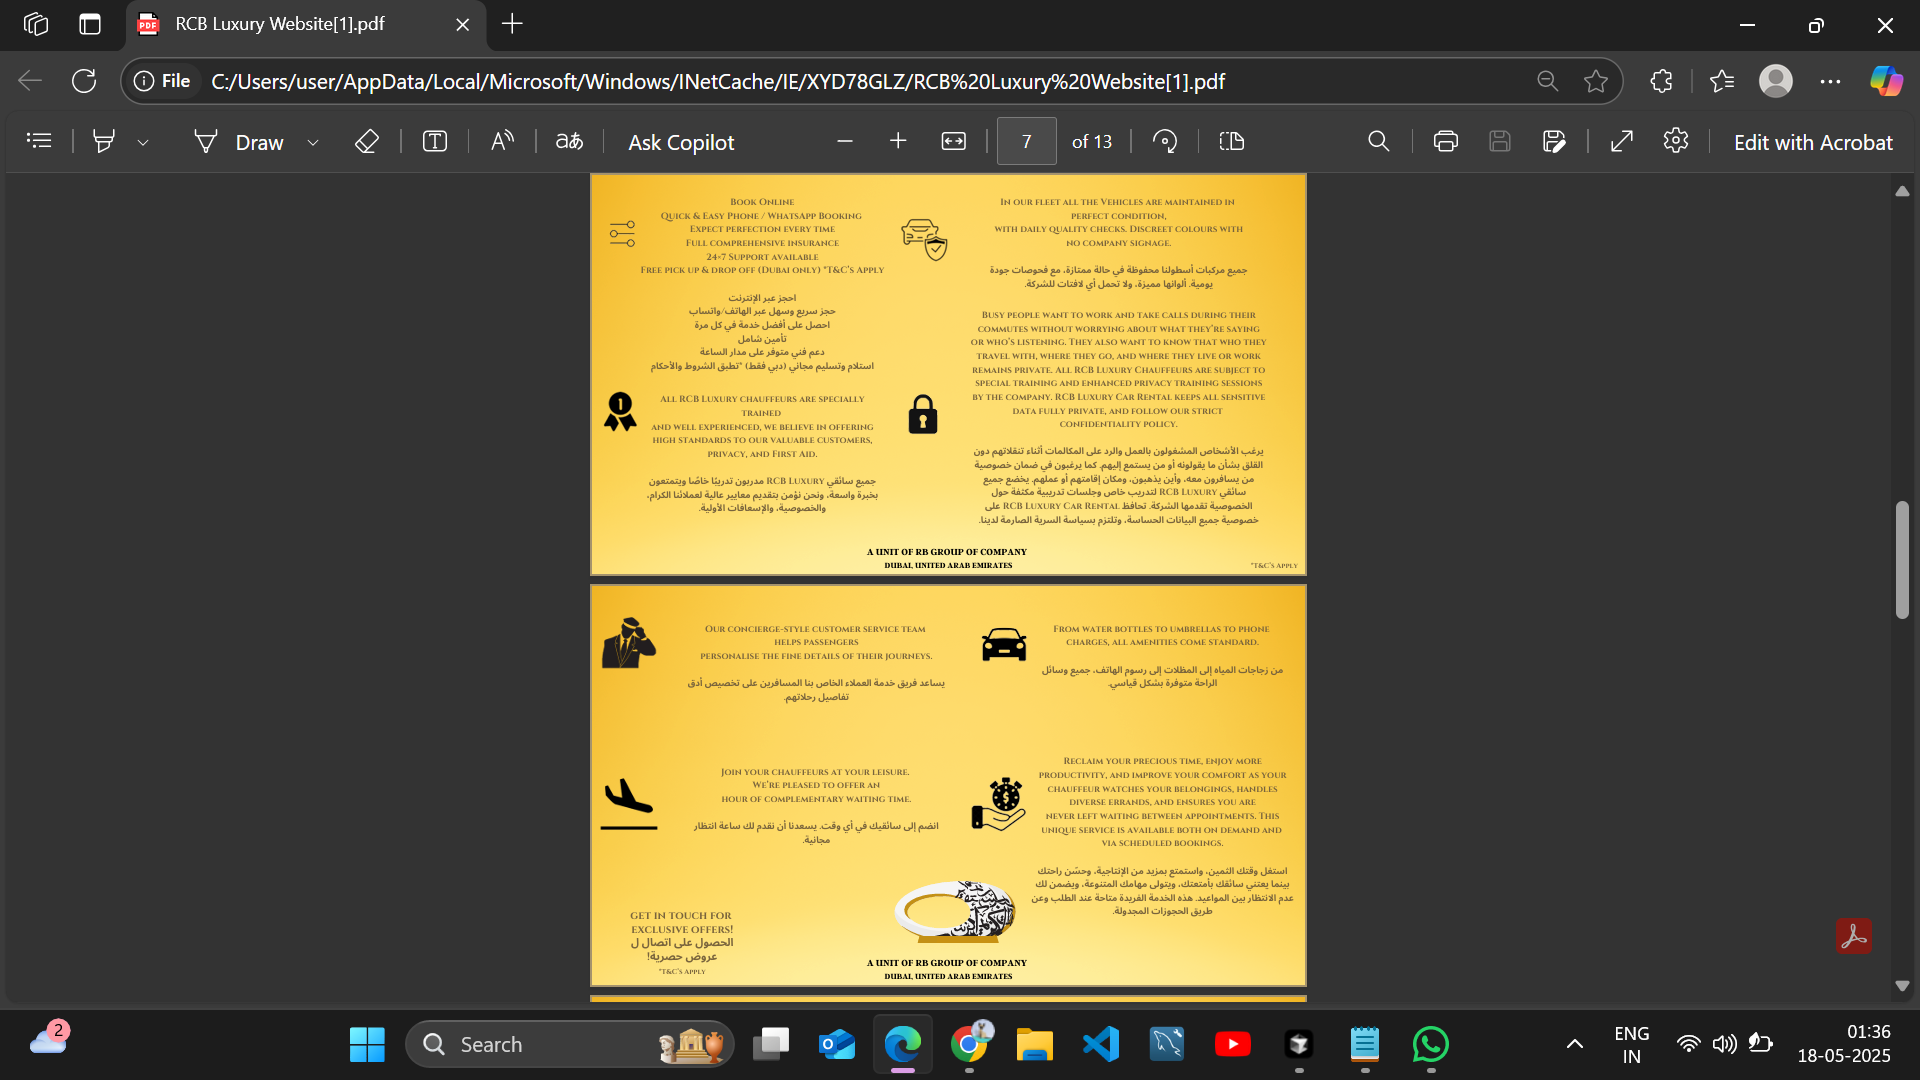 RCB Luxury Website[1].pdf
File
C:/Users/user/AppData/Local/Microsoft/Windows/INetCache/IE/XYD78GLZ/RCB%20Luxury%20Website[1].pdf
Draw
Ask Copilot
7
of 13
Edit with Acrobat
Book Online
Quick & Easy Phone / WhatsApp Booking
Expect perfection every time
Full comprehensive insurance
24×7 Support available
Free pick up & drop off (Dubai only) *T&C's Apply
احجز عبر الإنترنت
حجز سريع وسهل عبر الهاتف/واتساب
احصل على أفضل خدمة في كل مرة
تأمين شامل
دعم فني متوفر على مدار الساعة
استلام وتسليم مجاني (دبي فقط) *تطبق الشروط والأحكام
In our fleet all the Vehicles are maintained in
perfect condition,
with daily quality checks. Discreet colours with
no company signage.
جميع مركبات أسطولنا محفوظة في حالة ممتازة، مع فحوصات جودة
يومية. ألوانها مميزة، ولا تحمل أي لافتات للشركة.
All RCB Luxury chauffeurs are specially
trained
and well experienced, we believe in offering
high standards to our valuable customers,
privacy, and First Aid.
جميع سائقي RCB Luxury مدربون تدريبًا خاصًا ويتمتعون
بخبرة واسعة، ونحن نؤمن بتقديم معايير عالية لعملائنا الكرام،
والخصوصية، والإسعافات الأولية.
Busy people want to work and take calls during their
commutes without worrying about what they're saying
or who's listening. They also want to know that who they
travel with, where they go, and where they live or work
remains private. All RCB Luxury Chauffeurs are subject to
special training and enhanced privacy training sessions
by the company. RCB Luxury Car Rental keeps all sensitive
data fully private, and follow our strict
confidentiality policy.
يرغب الأشخاص المشغولون بالعمل والرد على المكالمات أثناء تنقلاتهم دون
القلق بشأن ما يقولونه أو من يستمع إليهم. كما يرغبون في ضمان خصوصية
من يسافرون معه، وأين يذهبون، ومكان إقامتهم أو عملهم. يخضع جميع
سائقي RCB Luxury لتدريب خاص وجلسات تدريبية مكثفة حول
الخصوصية تقدمها الشركة. تحافظ RCB Luxury Car Rental على
خصوصية جميع البيانات الحساسة، وتلتزم بسياسة السرية الصارمة لدينا.
A UNIT OF RB GROUP OF COMPANY
DUBAI, UNITED ARAB EMIRATES
*T&C's apply
Our concierge-style customer service team
helps passengers
personalise the fine details of their journeys.
يساعد فريق خدمة العملاء الخاص بنا المسافرين على تخصيص أدق
تفاصيل رحلاتهم.
From water bottles to umbrellas to phone
charges, all amenities come standard.
من زجاجات المياه إلى المظلات إلى رسوم الهاتف، جميع وسائل
الراحة متوفرة بشكل قياسي.
Join your chauffeurs at your leisure.
We're pleased to offer an
hour of complementary waiting time.
انضم إلى سائقيك في أي وقت. يسعدنا أن نقدم لك ساعة انتظار
مجانية.
Reclaim your precious time, enjoy more
productivity, and improve your comfort as your
chauffeur watches your belongings, handles
diverse errands, and ensures you are
never left waiting between appointments. This
unique service is available both on demand and
via scheduled bookings.
استغل وقتك الثمين، واستمتع بمزيد من الإنتاجية، وحسّن راحتك
بينما يعتني سائقك بأمتعتك، ويتولى مهامك المتنوعة، ويضمن لك
عدم الانتظار بين المواعيد. هذه الخدمة الفريدة متاحة عند الطلب وعن
طريق الحجوزات المجدولة.
GET IN TOUCH FOR
EXCLUSIVE OFFERS!
الحصول على اتصال ل
عروض حصرية!
*T&C's apply
A UNIT OF RB GROUP OF COMPANY
DUBAI, UNITED ARAB EMIRATES
2
Search
ENG
IN
01:36
18-05-2025